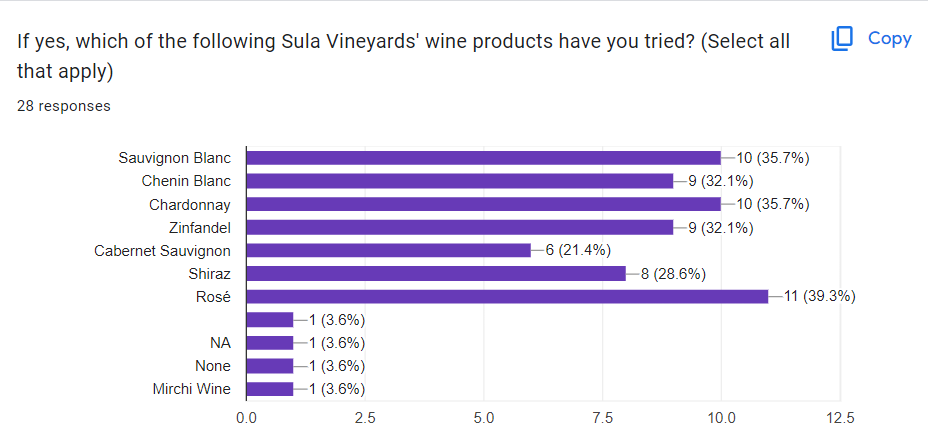 If yes, which of the following Sula Vineyards' wine products have you tried? (Select all
that apply)
Copy
28 responses
Sauvignon Blanc 10 (35.7%)
Chenin Blanc 9 (32.1%)
Chardonnay 10 (35.7%)
Zinfandel 9 (32.1%)
Cabernet Sauvignon 6 (21.4%)
Shiraz 8 (28.6%)
Rosé 11 (39.3%)
1 (3.6%)
NA 1 (3.6%)
None 1 (3.6%)
Mirchi Wine 1 (3.6%)
0.0 2.5 5.0 7.5 10.0 12.5